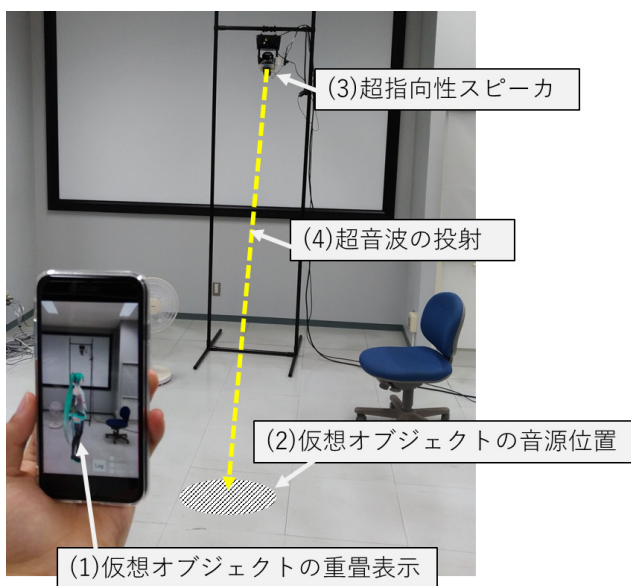 (3)超指向性スピーカ
(4)超音波の投射
(2)仮想オブジェクトの音源位置
(1)仮想オブジェクトの重畳表示